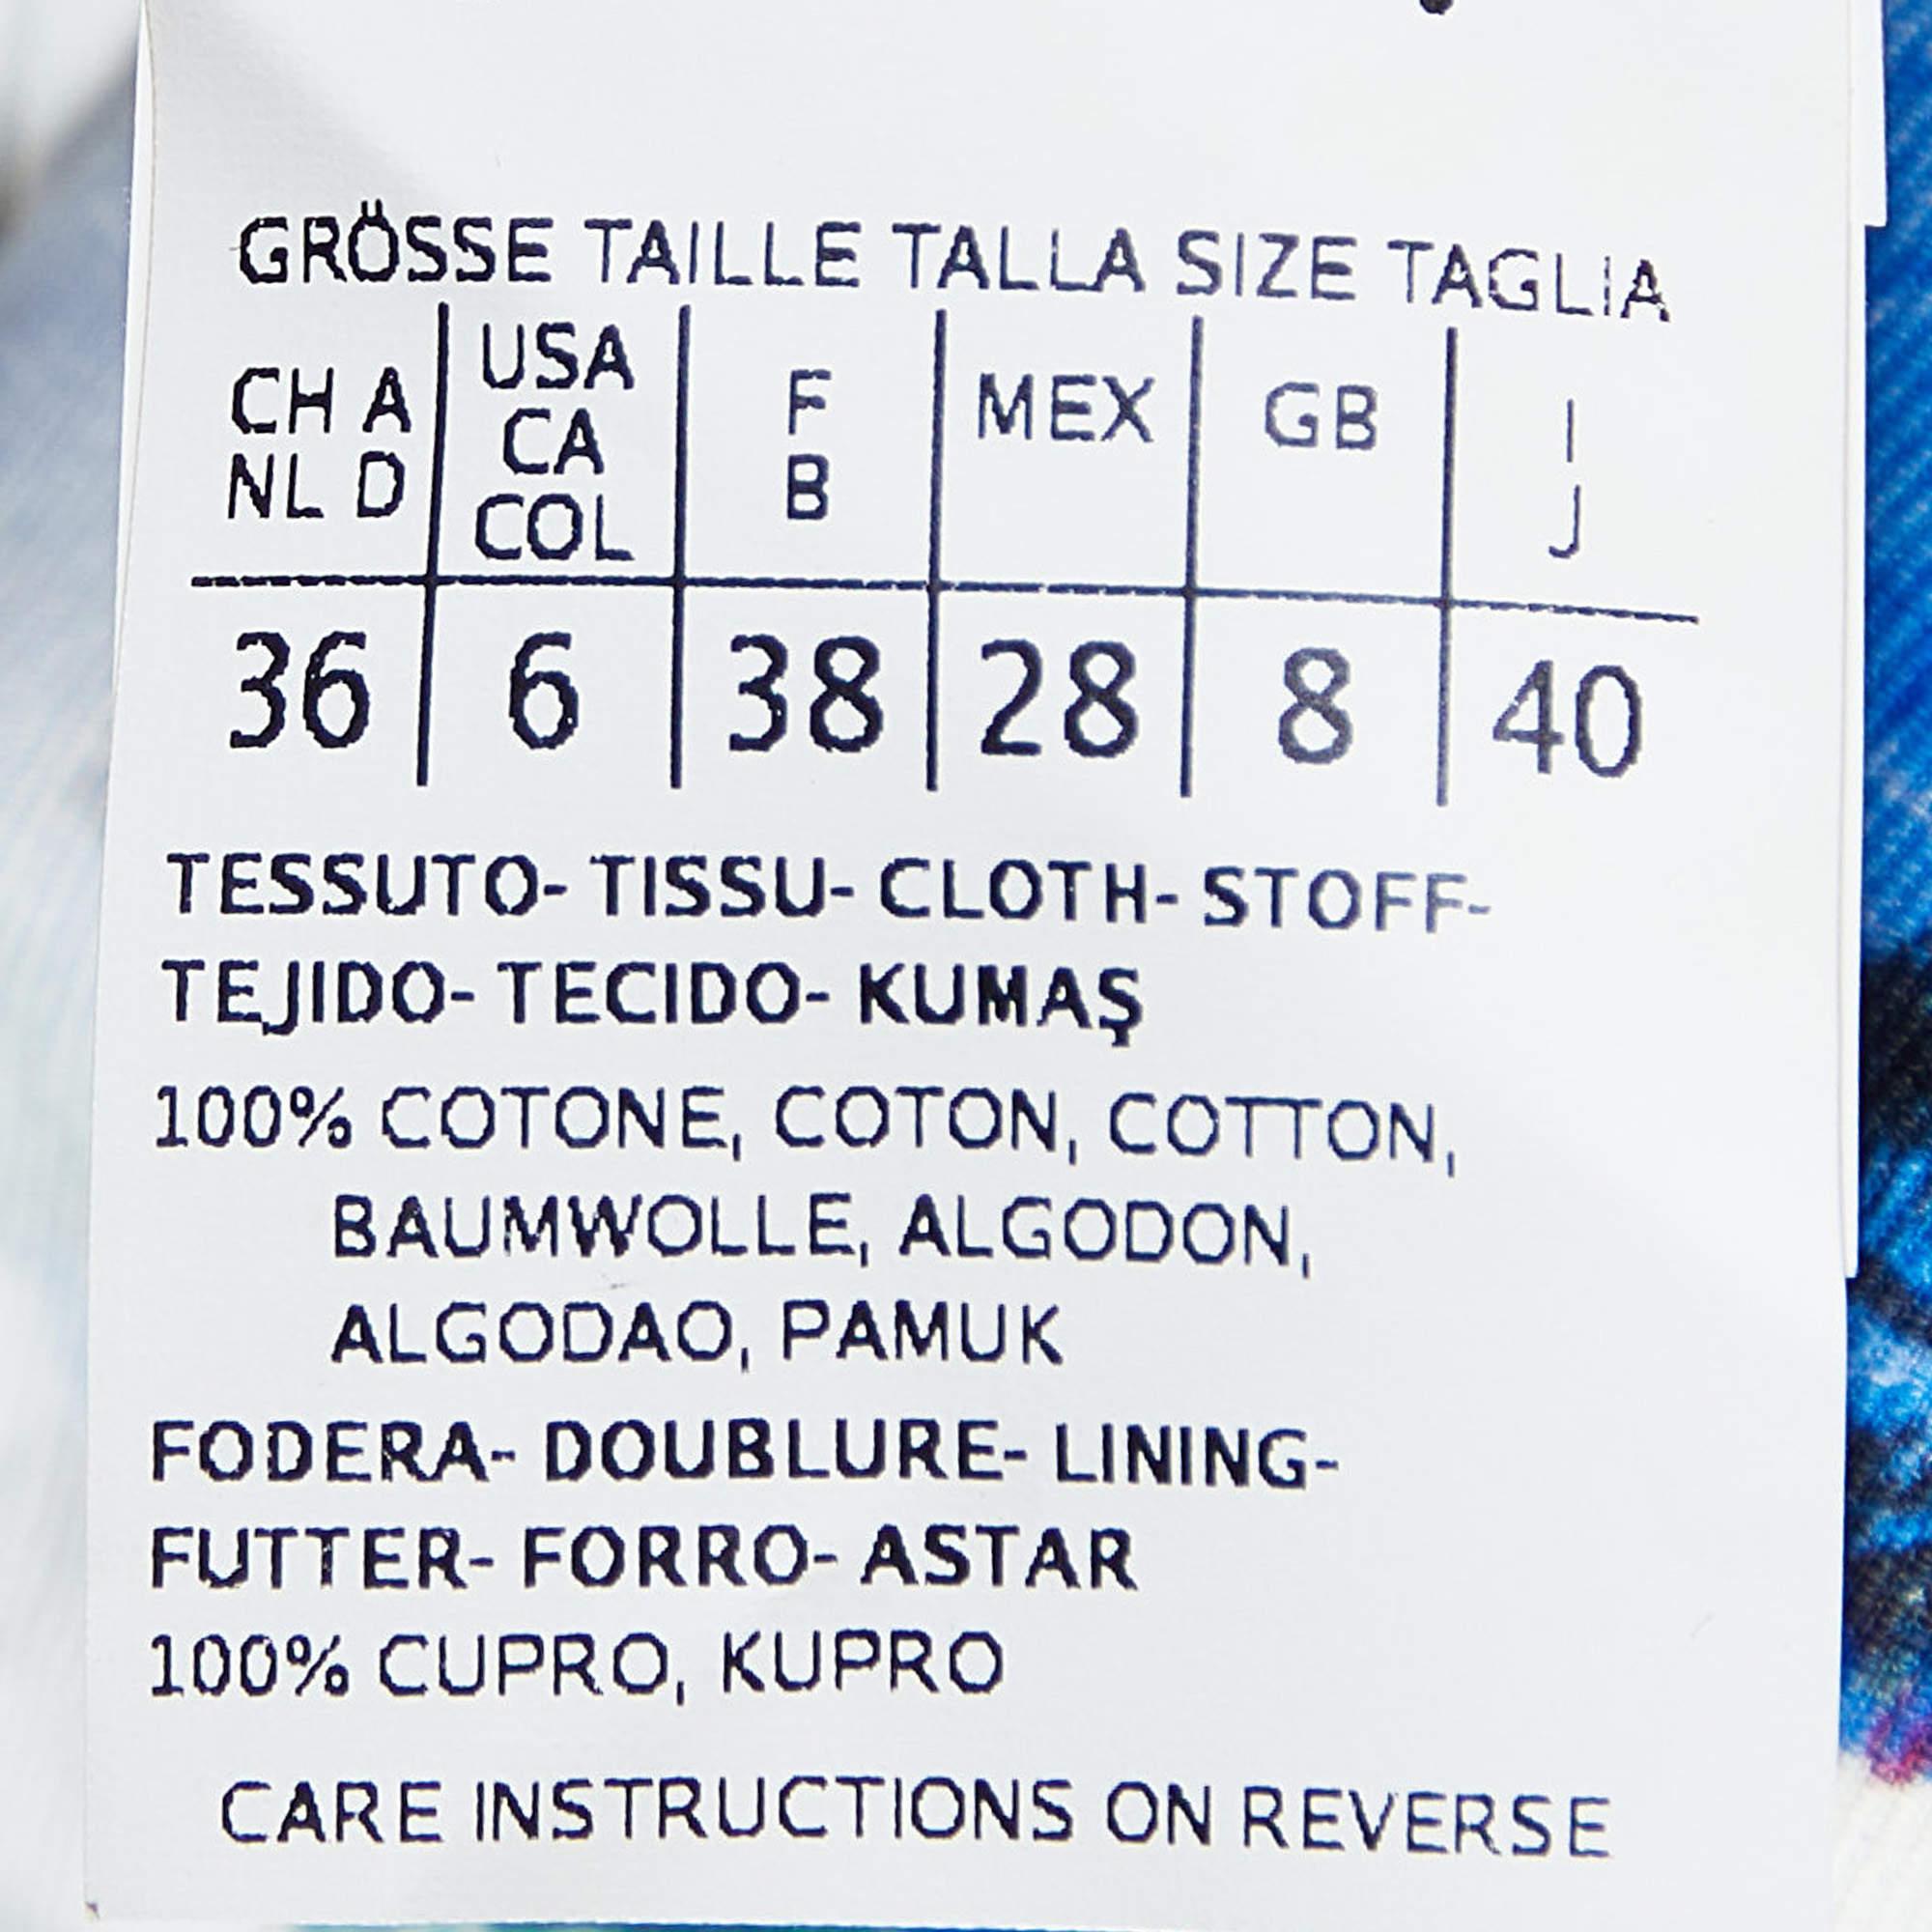 GRÖSSE TAILLE TALLA SIZE TAGLIA
CH A NL D | USA CA COL | F B | MEX | GB | I J
36 | 6 | 38 | 28 | 8 | 40
TESSUTO- TISSU- CLOTH- STOFF-
TEJIDO- TECIDO- KUMAŞ
100% COTONE, COTON, COTTON,
BAUMWOLLE, ALGODON,
ALGODAO, PAMUK
FODERA- DOUBLURE- LINING-
FUTTER- FORRO- ASTAR
100% CUPRO, KUPRO
CARE INSTRUCTIONS ON REVERSE